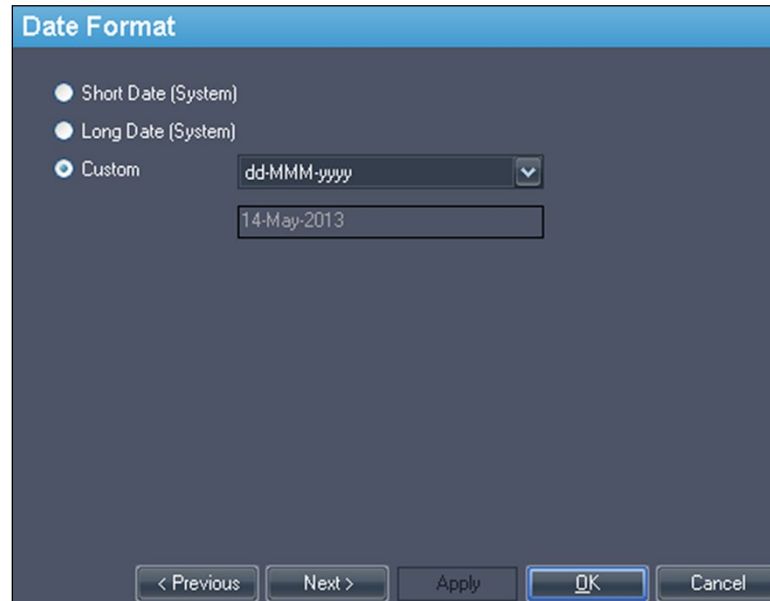 Date Format
Short Date (System)
Long Date (System)
Custom dd-MMM-yyyy
14-May-2013
< Previous Next > Apply OK Cancel